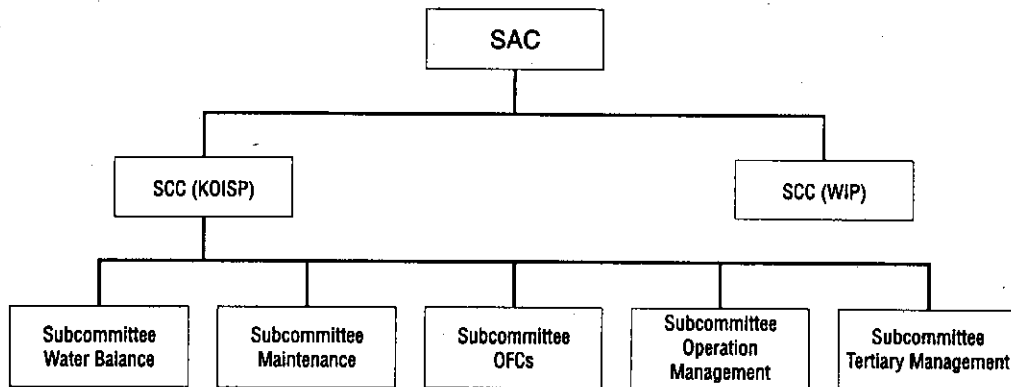 SAC
SCC (KOISP)
SCC (WIP)
Subcommittee
Water Balance
Subcommittee
Maintenance
Subcommittee
OFCs
Subcommittee
Operation
Management
Subcommittee
Tertiary Management